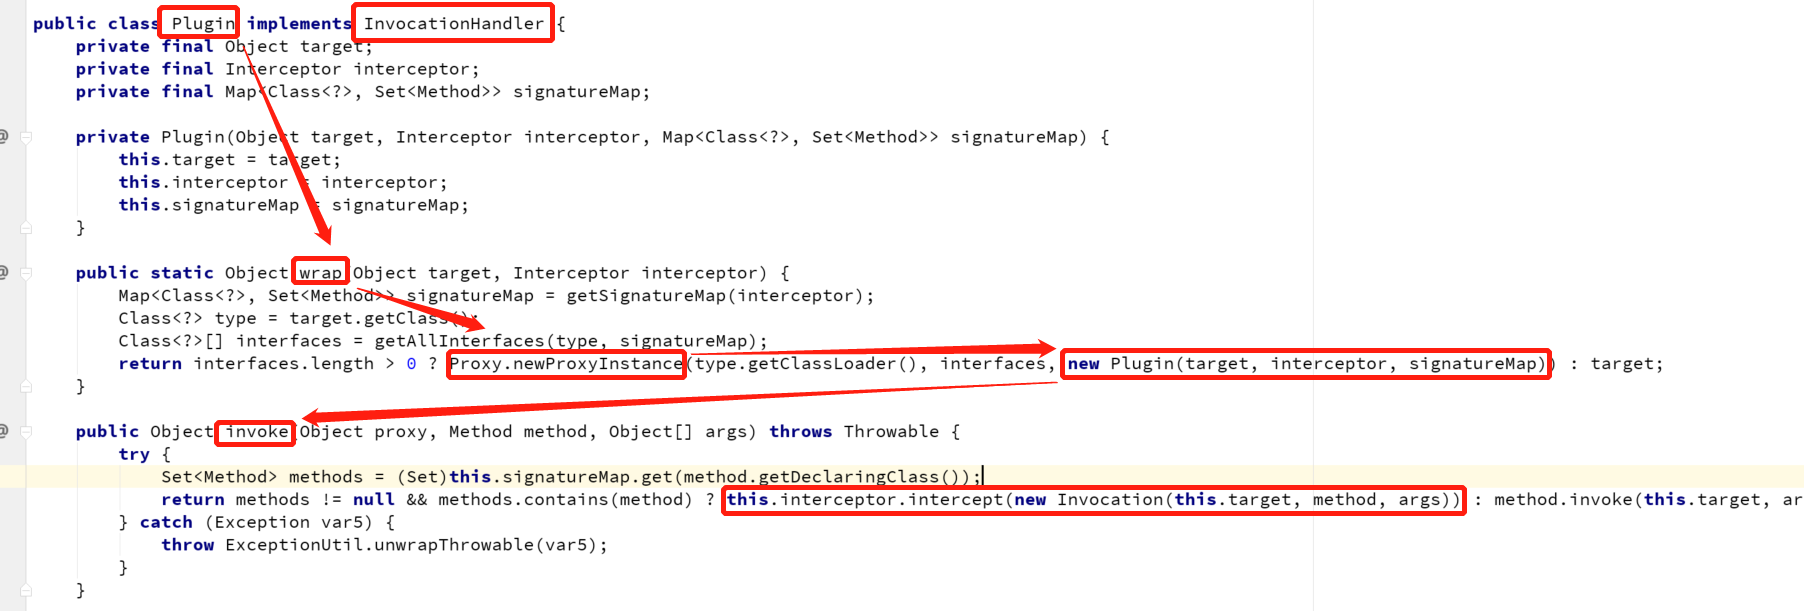 public class Plugin implements InvocationHandler {
    private final Object target;
    private final Interceptor interceptor;
    private final Map<Class<?>, Set<Method>> signatureMap;

    private Plugin(Object target, Interceptor interceptor, Map<Class<?>, Set<Method>> signatureMap) {
        this.target = target;
        this.interceptor = interceptor;
        this.signatureMap = signatureMap;
    }

    public static Object wrap(Object target, Interceptor interceptor) {
        Map<Class<?>, Set<Method>> signatureMap = getSignatureMap(interceptor);
        Class<?> type = target.getClass();
        Class<?>[] interfaces = getAllInterfaces(type, signatureMap);
        return interfaces.length > 0 ? Proxy.newProxyInstance(type.getClassLoader(), interfaces, new Plugin(target, interceptor, signatureMap)) : target;
    }

    public Object invoke(Object proxy, Method method, Object[] args) throws Throwable {
        try {
            Set<Method> methods = (Set)this.signatureMap.get(method.getDeclaringClass());
            return methods != null && methods.contains(method) ? this.interceptor.intercept(new Invocation(this.target, method, args)) : method.invoke(this.target, ar
        } catch (Exception var5) {
            throw ExceptionUtil.unwrapThrowable(var5);
        }
    }